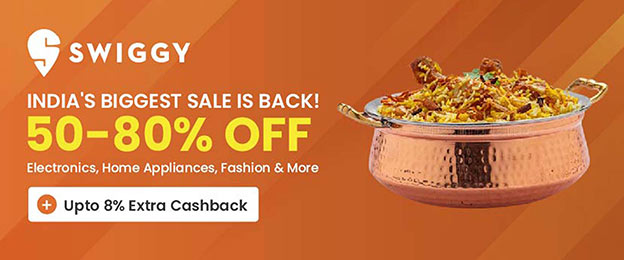 SWIGGY
INDIA'S BIGGEST SALE IS BACK!
50-80% OFF
Electronics, Home Appliances, Fashion & More
+ Upto 8% Extra Cashback